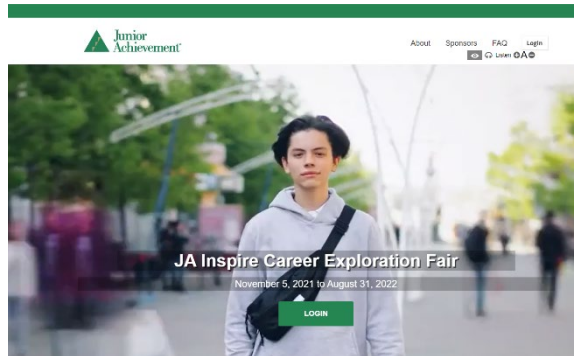 Junior
Achievement
About Sponsors FAQ Login
Listen A
JA Inspire Career Exploration Fair
November 5, 2021 to August 31, 2022
LOGIN